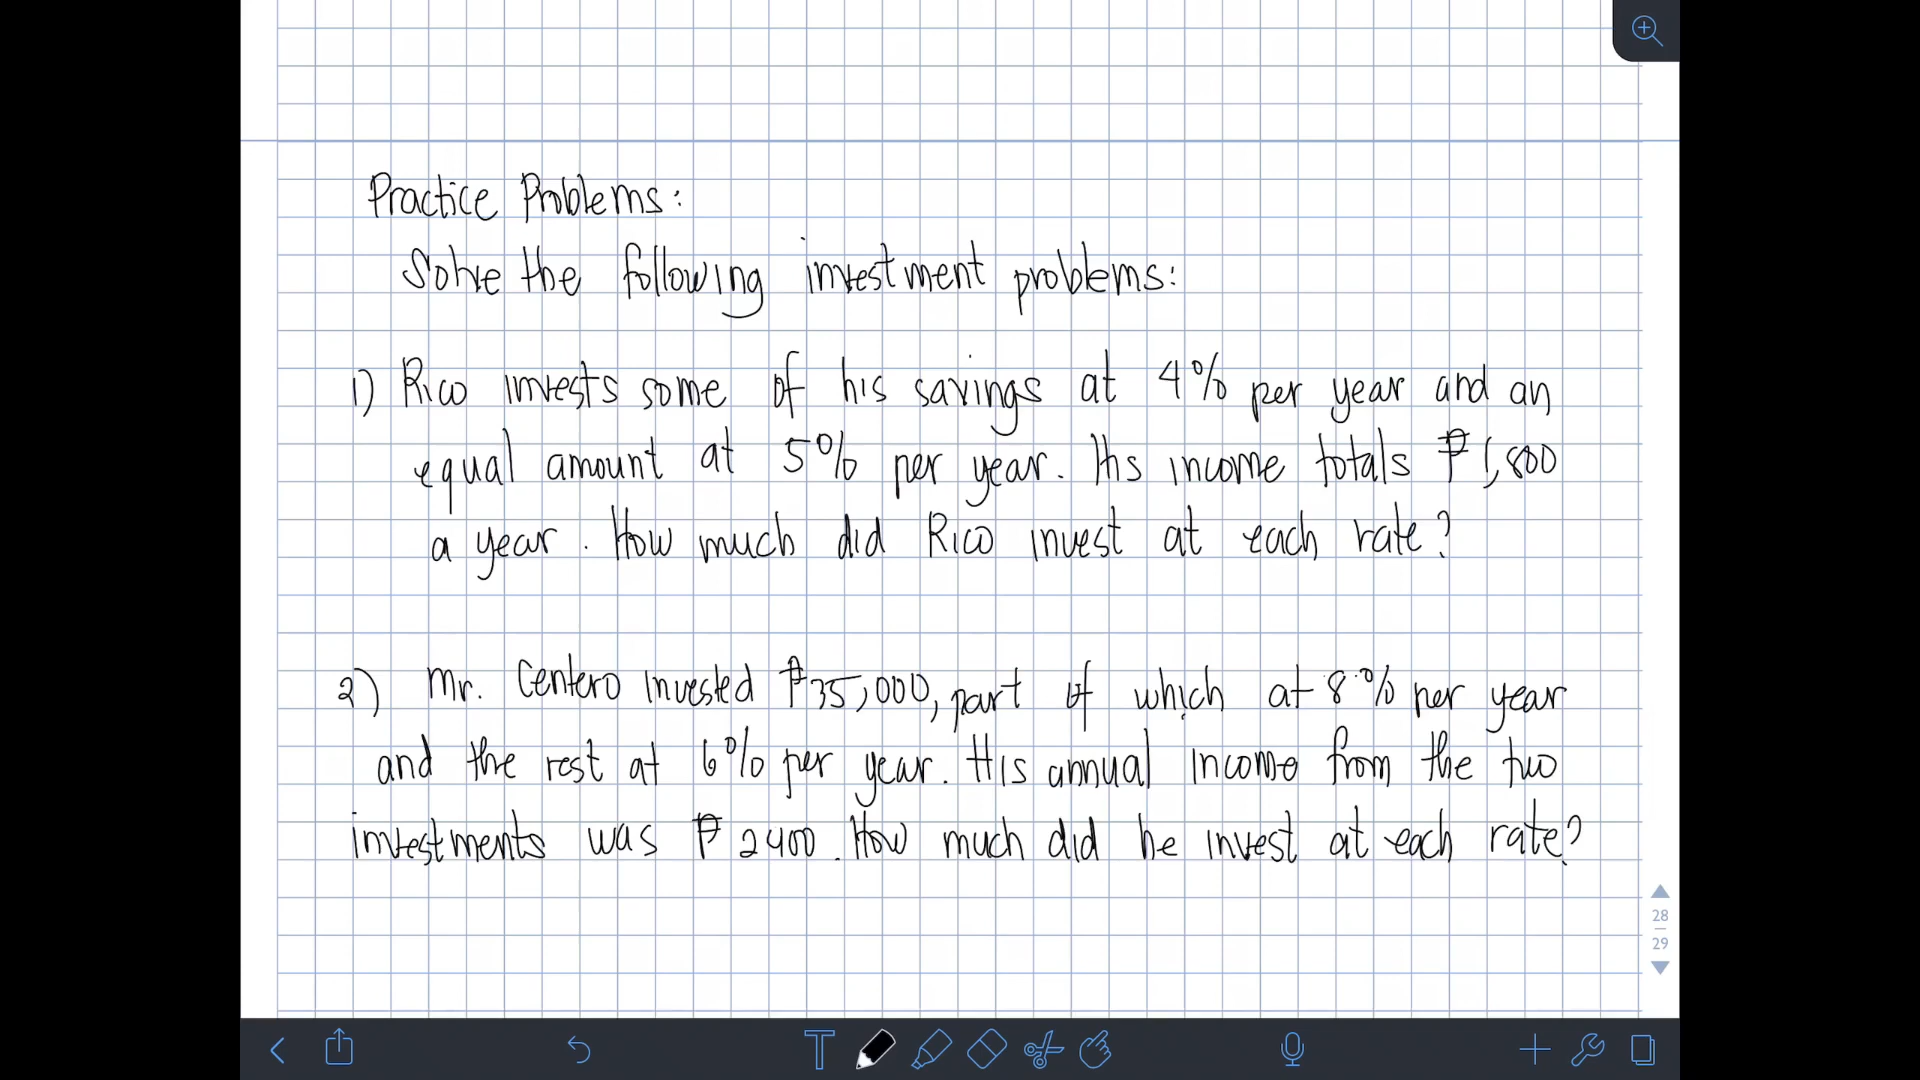 Practice Problems:
Solve the following investment problems:
1) Rico invests some of his savings at 4% per year and an
equal amount at 5% per year. His income totals ₱1,800
a year. How much did Rico invest at each rate?
2) Mr. Centero invested ₱35,000, part of which at 8% per year
and the rest at 6% per year. His annual income from the two
investments was ₱2400. How much did he invest at each rate?
28
29
T